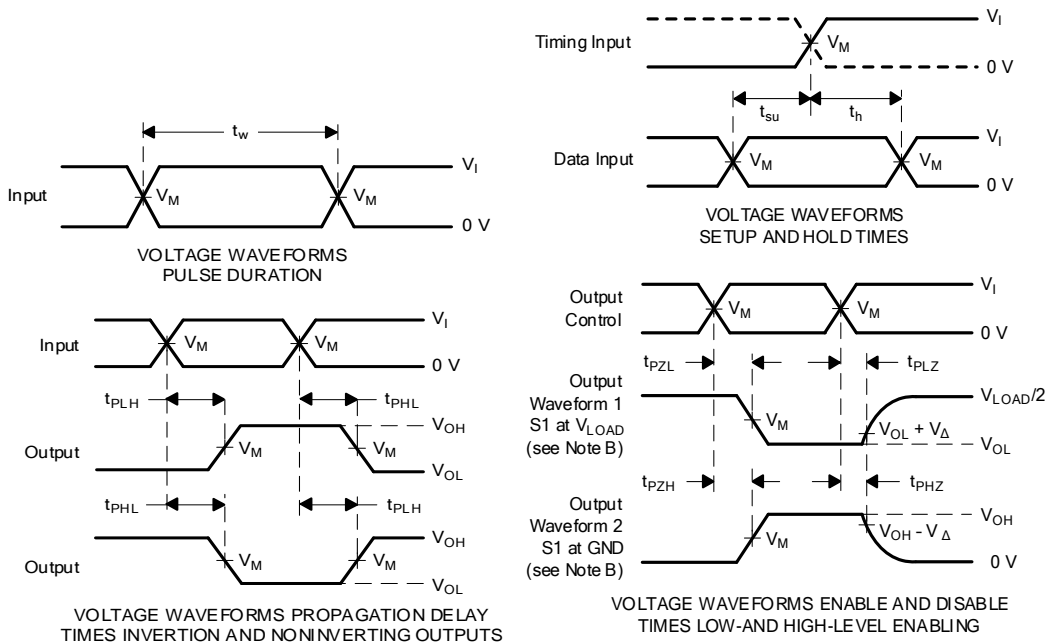 Timing Input
V_I
V_M
0 V
t_su
t_h
Data Input
V_I
V_M
V_M
0 V
VOLTAGE WAVEFORMS
SETUP AND HOLD TIMES
t_w
Input
V_I
V_M
V_M
0 V
VOLTAGE WAVEFORMS
PULSE DURATION
Input
V_I
V_M
V_M
0 V
t_PLH
t_PHL
Output
V_OH
V_M
V_M
V_OL
t_PHL
t_PLH
Output
V_OH
V_M
V_M
V_OL
VOLTAGE WAVEFORMS PROPAGATION DELAY
TIMES INVERTION AND NONINVERTING OUTPUTS
Output
Control
V_I
V_M
V_M
0 V
t_PZL
t_PLZ
Output
Waveform 1
S1 at V_LOAD
(see Note B)
V_LOAD/2
V_M
V_OL + V_Δ
V_OL
t_PZH
t_PHZ
Output
Waveform 2
S1 at GND
(see Note B)
V_OH
V_M
V_OH - V_Δ
0 V
VOLTAGE WAVEFORMS ENABLE AND DISABLE
TIMES LOW-AND HIGH-LEVEL ENABLING